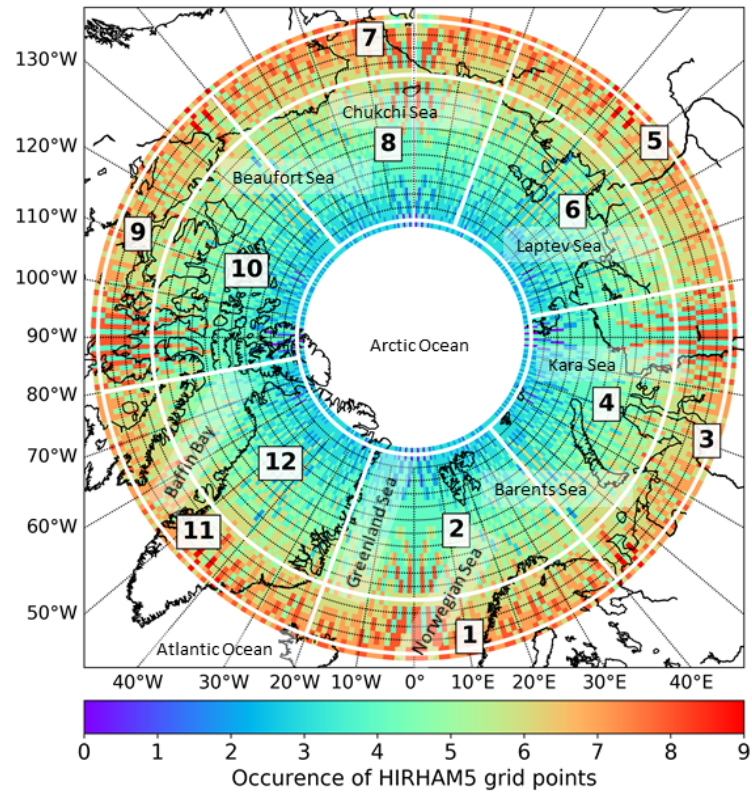 130°W
120°W
110°W
100°W
90°W
80°W
70°W
60°W
50°W
7
Chukchi Sea
8
5
Beaufort Sea
6
9
Laptev Sea
10
Arctic Ocean
Kara Sea
4
3
Baffin Bay
12
Barents Sea
Greenland Sea
2
11
Norwegian Sea
1
Atlantic Ocean
40°W 30°W 20°W 10°W 0° 10°E 20°E 30°E 40°E
0 1 2 3 4 5 6 7 8 9
Occurence of HIRHAM5 grid points